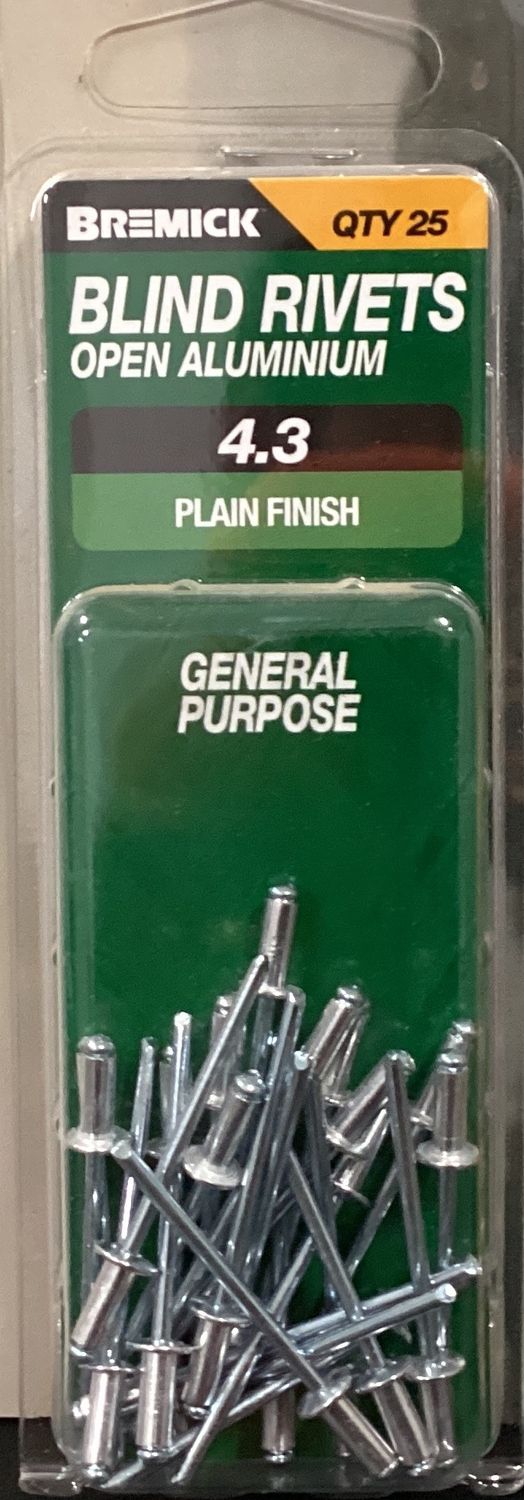 BREMICK QTY 25
BLIND RIVETS
OPEN ALUMINIUM
4.3
PLAIN FINISH
GENERAL
PURPOSE